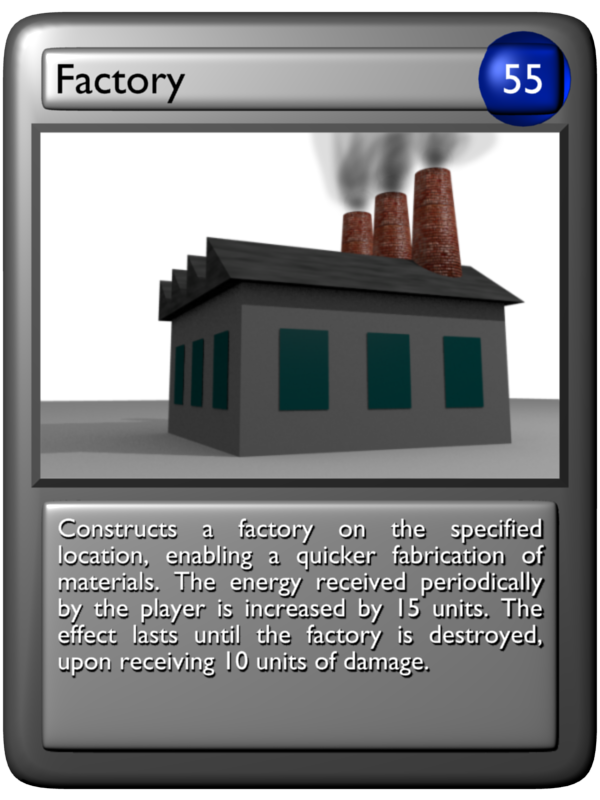 Factory
55
Constructs a factory on the specified
location, enabling a quicker fabrication of
materials. The energy received periodically
by the player is increased by 15 units. The
effect lasts until the factory is destroyed,
upon receiving 10 units of damage.